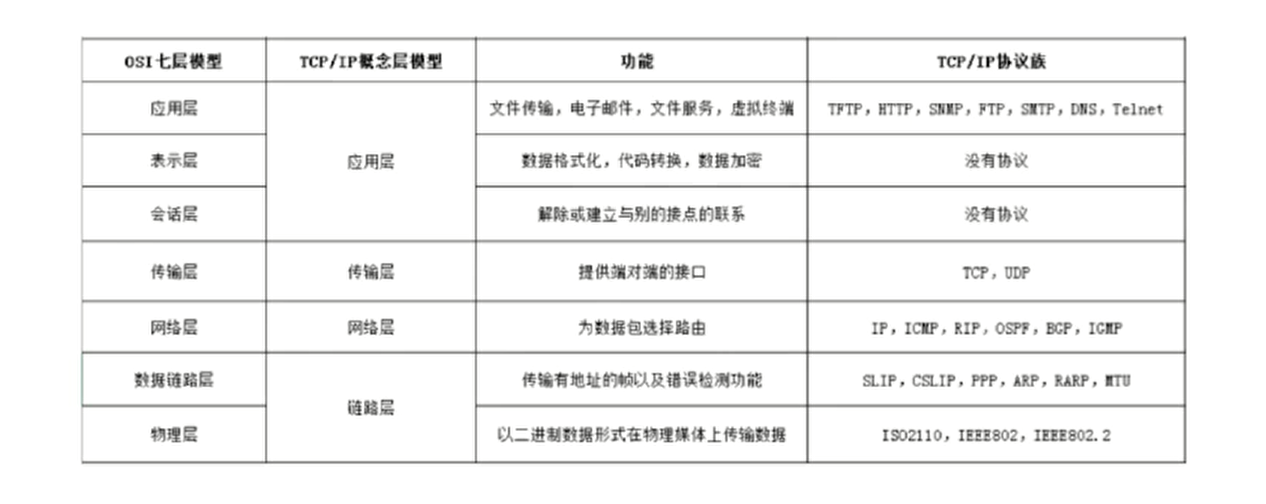 OSI七层模型 TCP/IP概念层模型 功能 TCP/IP协议族
应用层 文件传输，电子邮件，文件服务，虚拟终端 TFTP，HTTP，SNMP，FTP，SMTP，DNS，Telnet
表示层 应用层 数据格式化，代码转换，数据加密 没有协议
会话层 解除或建立与别的接点的联系 没有协议
传输层 传输层 提供端对端的接口 TCP，UDP
网络层 网络层 为数据包选择路由 IP，ICMP，RIP，OSPF，BGP，IGMP
数据链路层 传输有地址的帧以及错误检测功能 SLIP，CSLIP，PPP，ARP，RARP，MTU
链路层
物理层 以二进制数据形式在物理媒体上传输数据 ISO2110，IEEE802，IEEE802.2